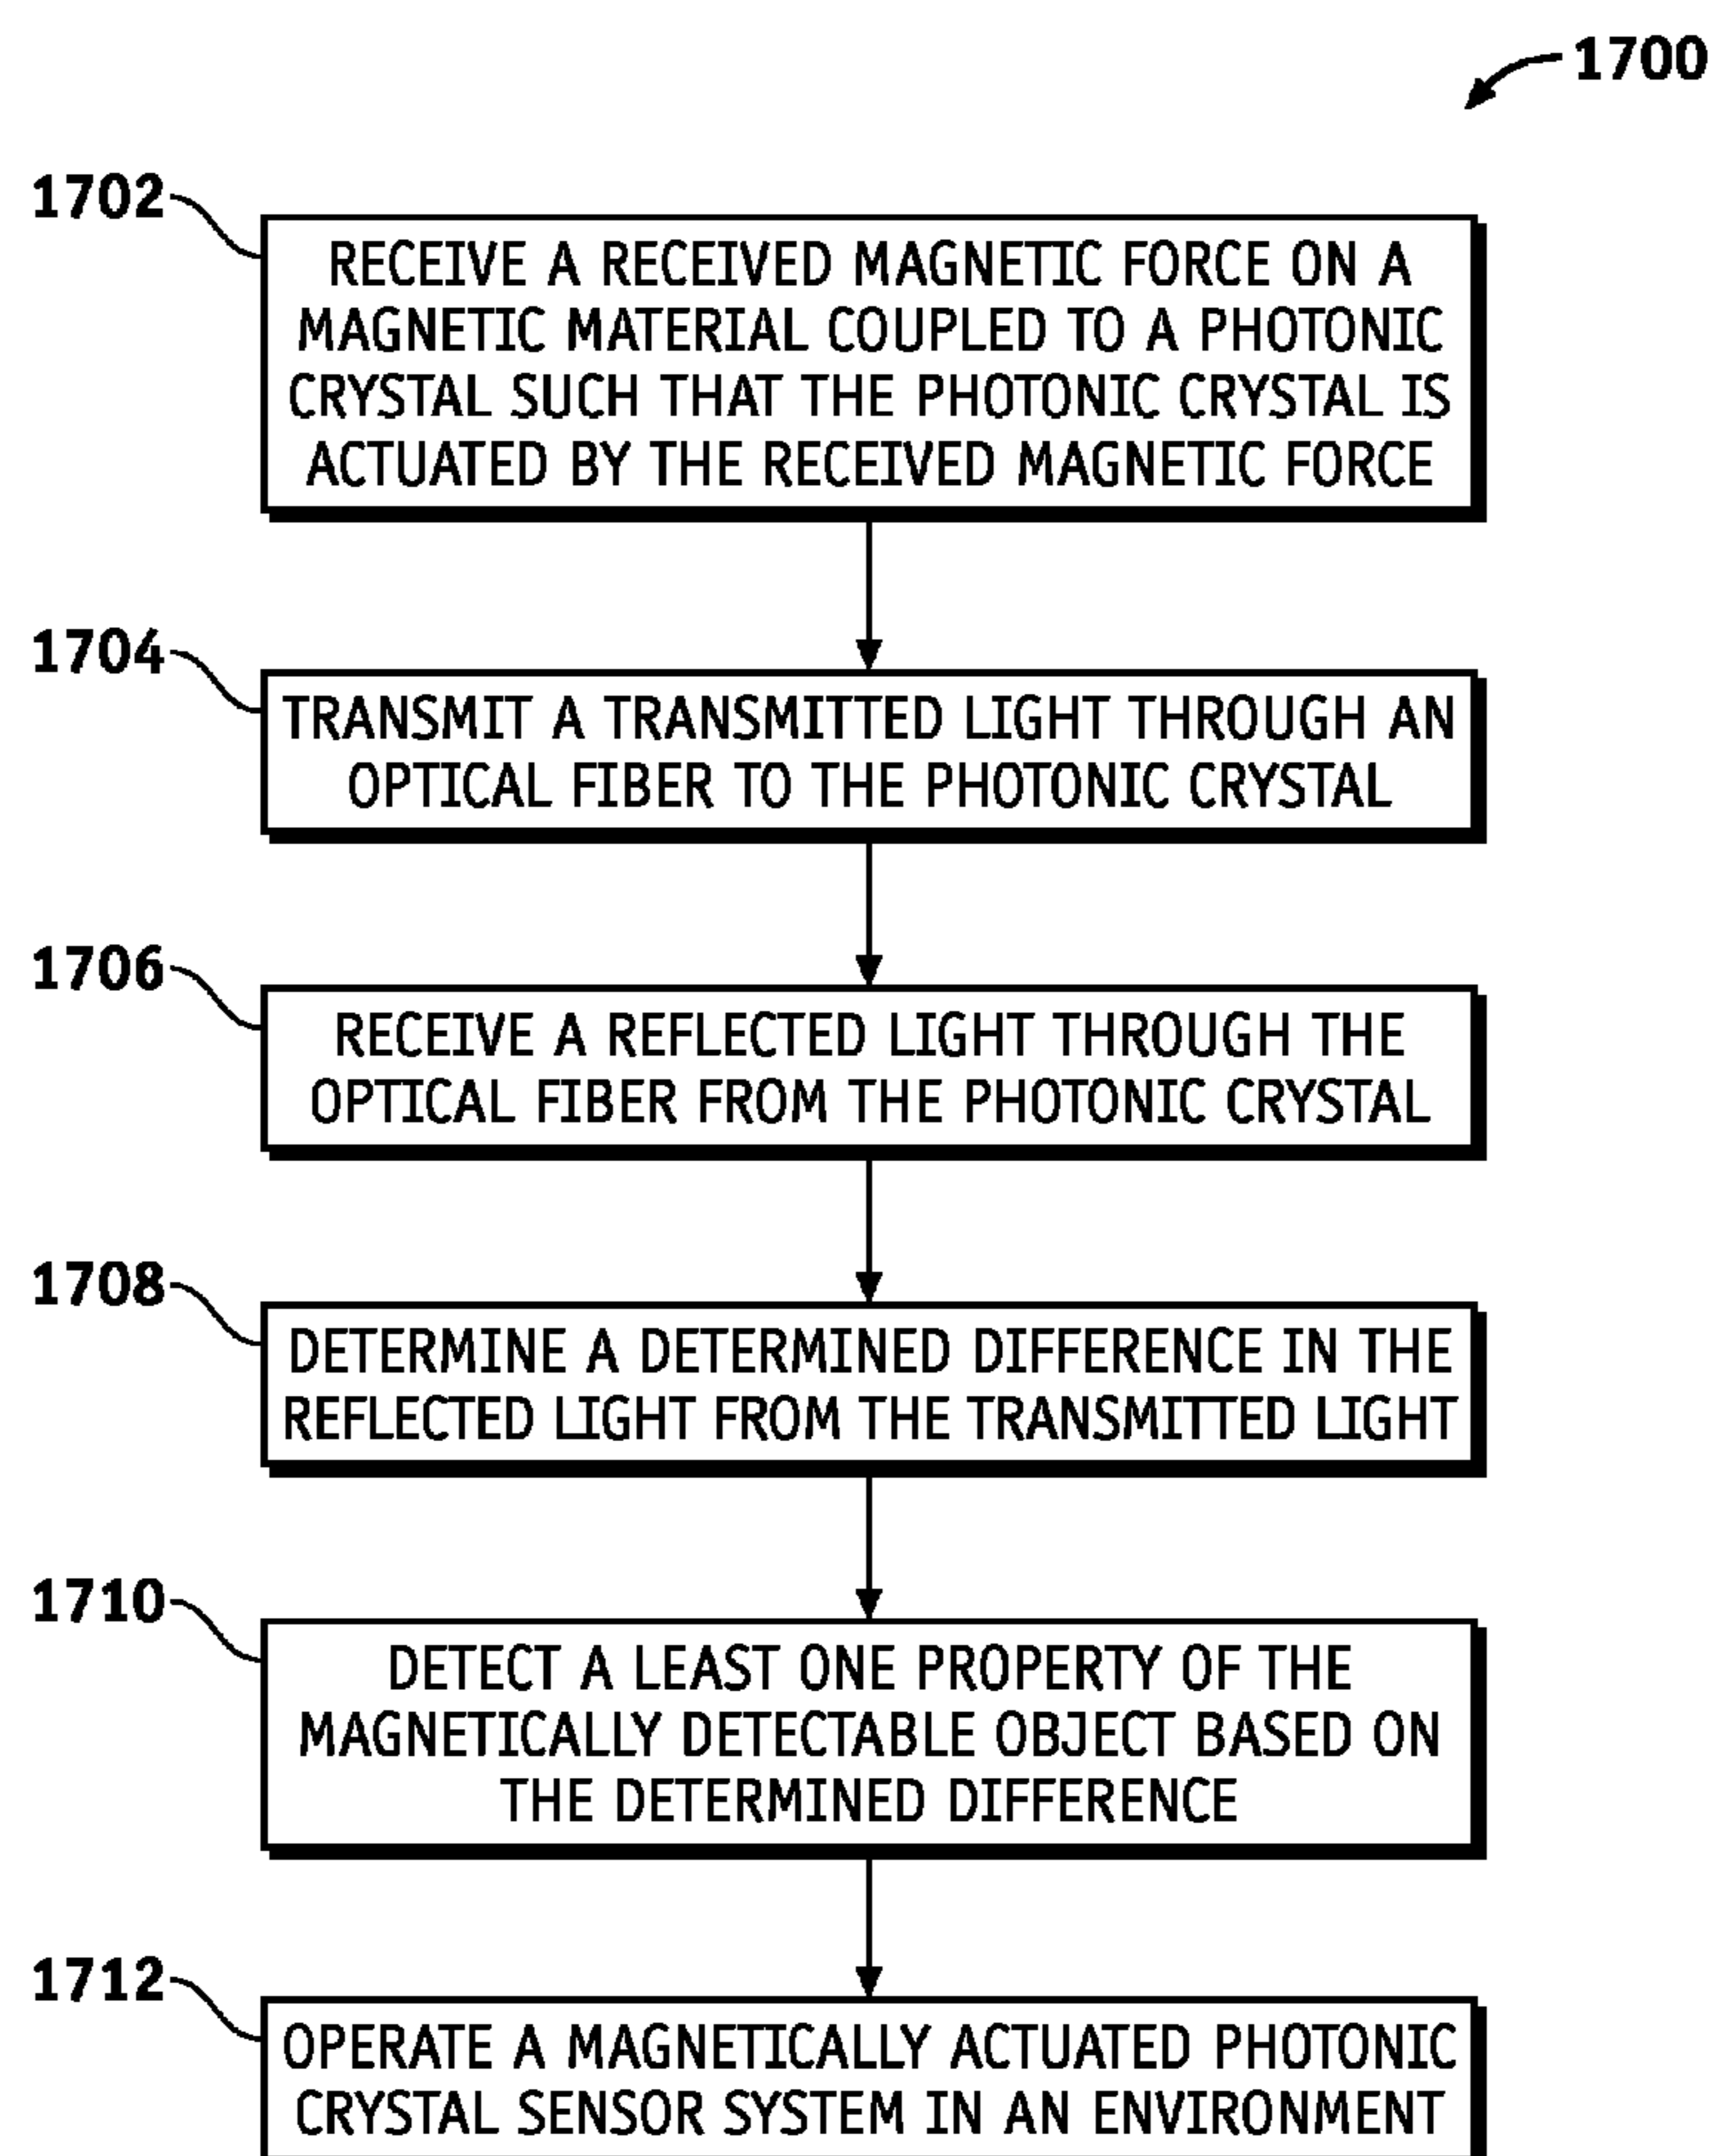 1700
1702
RECEIVE A RECEIVED MAGNETIC FORCE ON A
MAGNETIC MATERIAL COUPLED TO A PHOTONIC
CRYSTAL SUCH THAT THE PHOTONIC CRYSTAL IS
ACTUATED BY THE RECEIVED MAGNETIC FORCE
1704
TRANSMIT A TRANSMITTED LIGHT THROUGH AN
OPTICAL FIBER TO THE PHOTONIC CRYSTAL
1706
RECEIVE A REFLECTED LIGHT THROUGH THE
OPTICAL FIBER FROM THE PHOTONIC CRYSTAL
1708
DETERMINE A DETERMINED DIFFERENCE IN THE
REFLECTED LIGHT FROM THE TRANSMITTED LIGHT
1710
DETECT A LEAST ONE PROPERTY OF THE
MAGNETICALLY DETECTABLE OBJECT BASED ON
THE DETERMINED DIFFERENCE
1712
OPERATE A MAGNETICALLY ACTUATED PHOTONIC
CRYSTAL SENSOR SYSTEM IN AN ENVIRONMENT